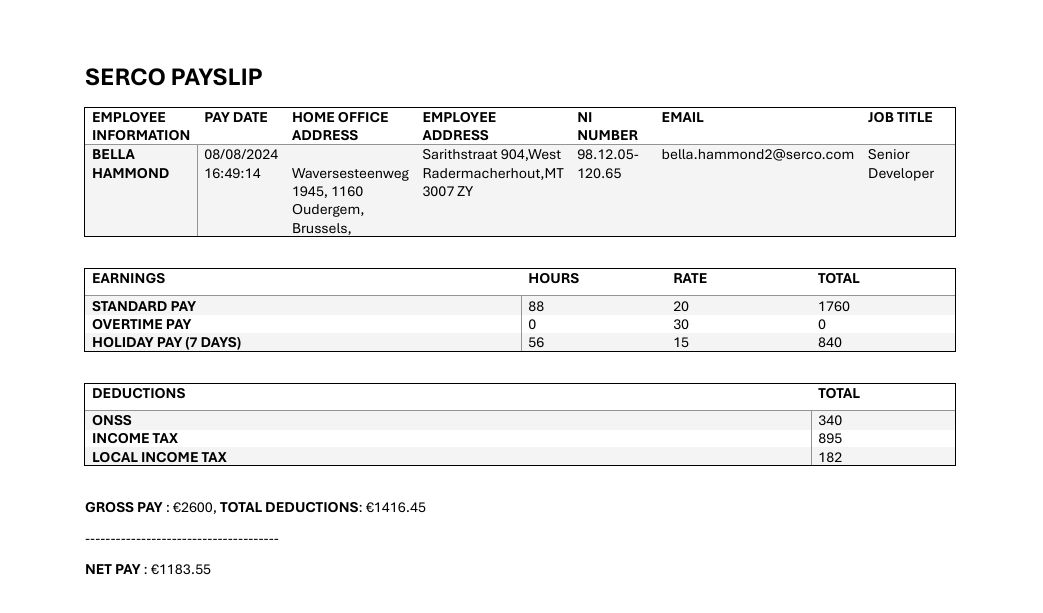 SERCO PAYSLIP
EMPLOYEE INFORMATION PAY DATE HOME OFFICE ADDRESS EMPLOYEE ADDRESS NI NUMBER EMAIL JOB TITLE
BELLA HAMMOND 08/08/2024 16:49:14 Waversesteenweg 1945, 1160 Oudergem, Brussels, Sarithstraat 904,West Radermacherhout,MT 3007 ZY 98.12.05-120.65 bella.hammond2@serco.com Senior Developer
EARNINGS HOURS RATE TOTAL
STANDARD PAY 88 20 1760
OVERTIME PAY 0 30 0
HOLIDAY PAY (7 DAYS) 56 15 840
DEDUCTIONS TOTAL
ONSS 340
INCOME TAX 895
LOCAL INCOME TAX 182
GROSS PAY : €2600, TOTAL DEDUCTIONS: €1416.45
--------------------------------------
NET PAY : €1183.55